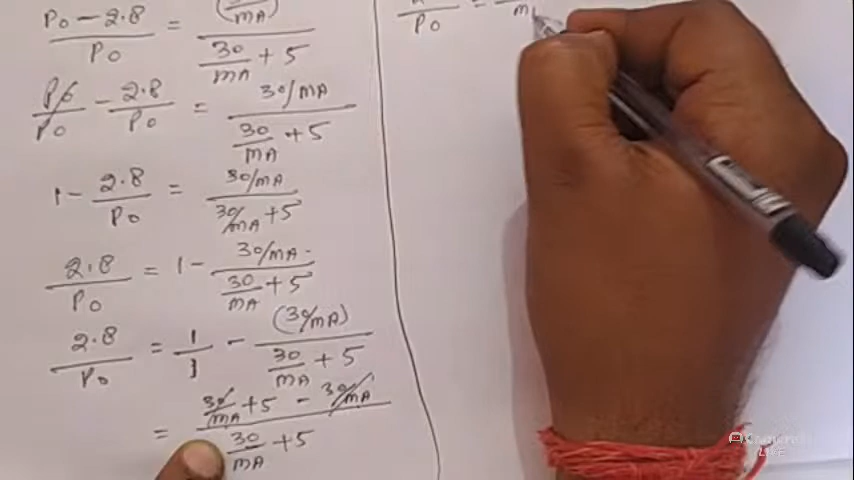 P₀ - 2.8 / P₀ = (30/MA) / 30/MA + 5
P₀/P₀ - 2.8/P₀ = 30/MA / 30/MA + 5
1 - 2.8/P₀ = 30/MA / 30/MA + 5
2.8/P₀ = 1 - 30/MA / 30/MA + 5
2.8/P₀ = 1/1 - (30/MA) / 30/MA + 5
= 30/MA + 5 - 30/MA / 30/MA + 5
P₀ =
LIVE